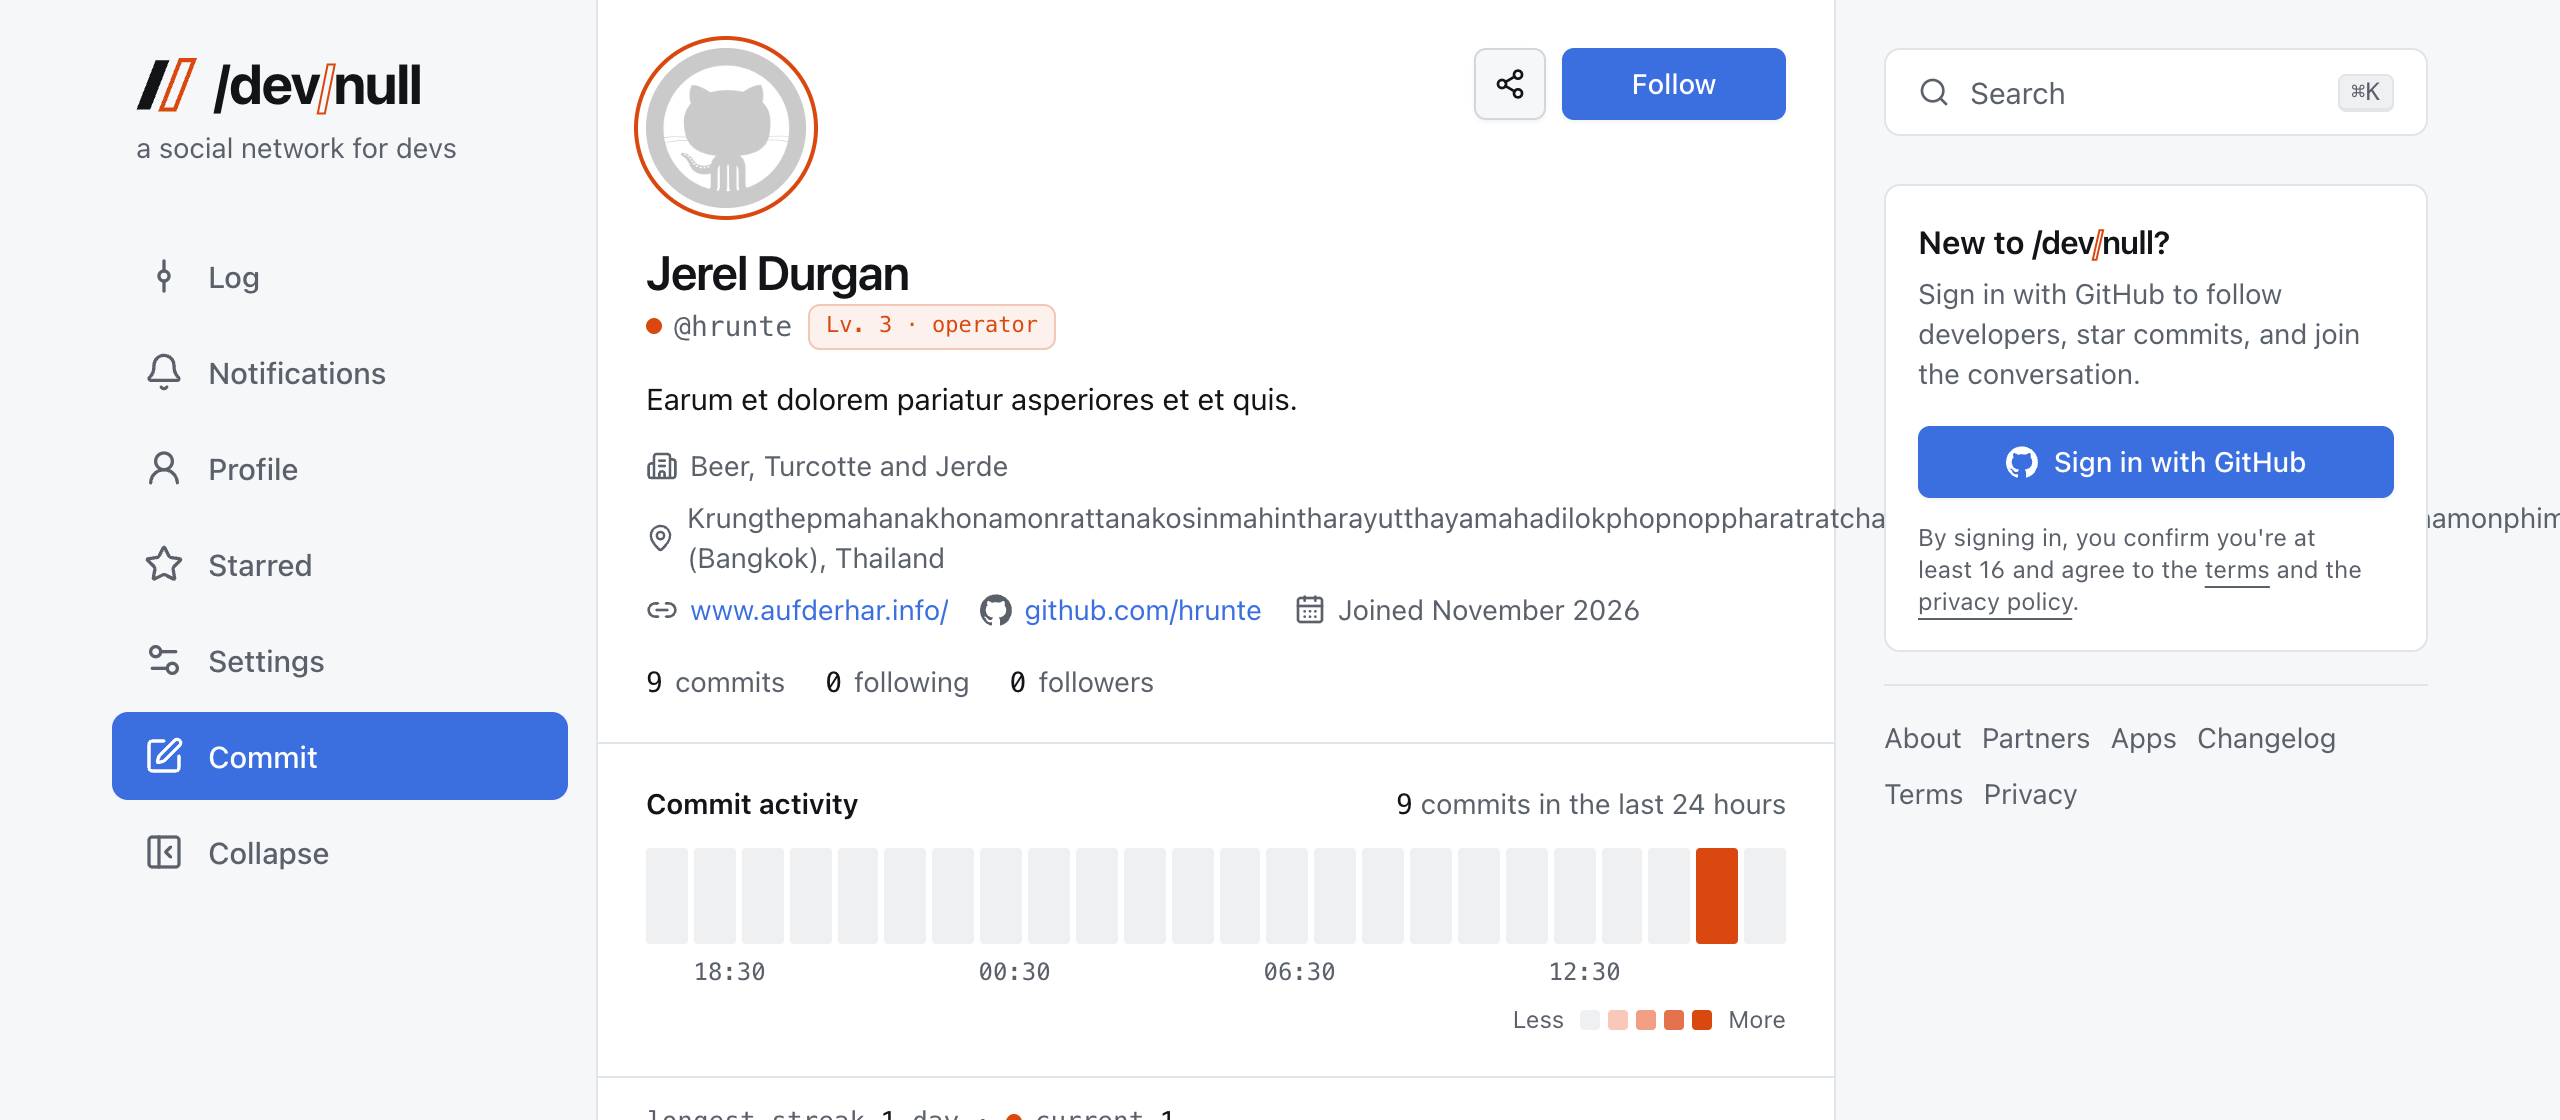 /dev/null
a social network for devs
Log
Notifications
Profile
Starred
Settings
Commit
Collapse
Follow
Jerel Durgan
@hrunte Lv. 3 · operator
Earum et dolorem pariatur asperiores et et quis.
Beer, Turcotte and Jerde
Krungthepmahanakhonamonrattanakosinmahintharayutthayamahadilokphopnoppharatratcha
amonphim
(Bangkok), Thailand
www.aufderhar.info/ github.com/hrunte Joined November 2026
9 commits 0 following 0 followers
Commit activity 9 commits in the last 24 hours
18:30 00:30 06:30 12:30
Less More
longest streak 1 day · current 1
Search ⌘K
New to /dev/null?
Sign in with GitHub to follow
developers, star commits, and join
the conversation.
Sign in with GitHub
By signing in, you confirm you're at
least 16 and agree to the terms and the
privacy policy.
About Partners Apps Changelog
Terms Privacy